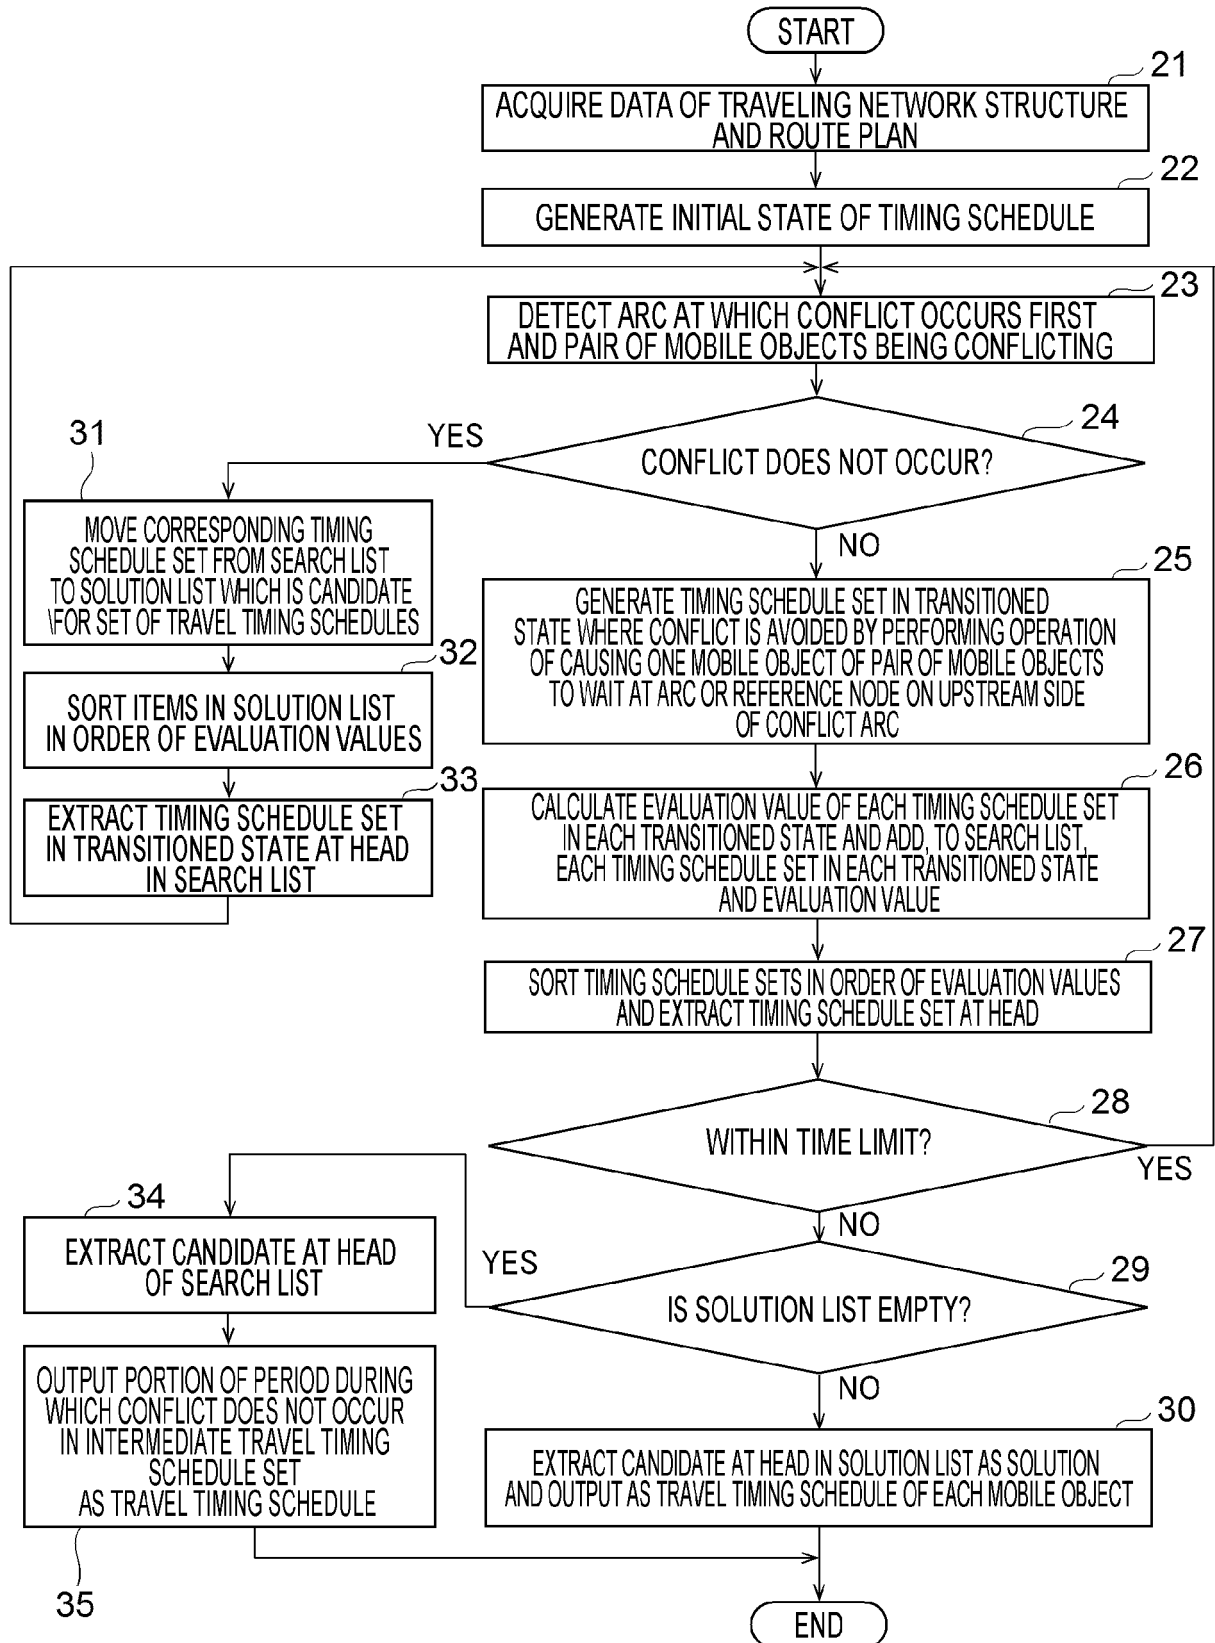 START
21
ACQUIRE DATA OF TRAVELING NETWORK STRUCTURE
AND ROUTE PLAN
22
GENERATE INITIAL STATE OF TIMING SCHEDULE
23
DETECT ARC AT WHICH CONFLICT OCCURS FIRST
AND PAIR OF MOBILE OBJECTS BEING CONFLICTING
24
CONFLICT DOES NOT OCCUR?
YES
NO
31
MOVE CORRESPONDING TIMING
SCHEDULE SET FROM SEARCH LIST
TO SOLUTION LIST WHICH IS CANDIDATE
\FOR SET OF TRAVEL TIMING SCHEDULES
32
SORT ITEMS IN SOLUTION LIST
IN ORDER OF EVALUATION VALUES
33
EXTRACT TIMING SCHEDULE SET
IN TRANSITIONED STATE AT HEAD
IN SEARCH LIST
25
GENERATE TIMING SCHEDULE SET IN TRANSITIONED
STATE WHERE CONFLICT IS AVOIDED BY PERFORMING OPERATION
OF CAUSING ONE MOBILE OBJECT OF PAIR OF MOBILE OBJECTS
TO WAIT AT ARC OR REFERENCE NODE ON UPSTREAM SIDE
OF CONFLICT ARC
26
CALCULATE EVALUATION VALUE OF EACH TIMING SCHEDULE SET
IN EACH TRANSITIONED STATE AND ADD, TO SEARCH LIST,
EACH TIMING SCHEDULE SET IN EACH TRANSITIONED STATE
AND EVALUATION VALUE
27
SORT TIMING SCHEDULE SETS IN ORDER OF EVALUATION VALUES
AND EXTRACT TIMING SCHEDULE SET AT HEAD
28
WITHIN TIME LIMIT?
YES
NO
29
IS SOLUTION LIST EMPTY?
YES
NO
34
EXTRACT CANDIDATE AT HEAD
OF SEARCH LIST
OUTPUT PORTION OF PERIOD DURING
WHICH CONFLICT DOES NOT OCCUR
IN INTERMEDIATE TRAVEL TIMING
SCHEDULE SET
AS TRAVEL TIMING SCHEDULE
35
30
EXTRACT CANDIDATE AT HEAD IN SOLUTION LIST AS SOLUTION
AND OUTPUT AS TRAVEL TIMING SCHEDULE OF EACH MOBILE OBJECT
END